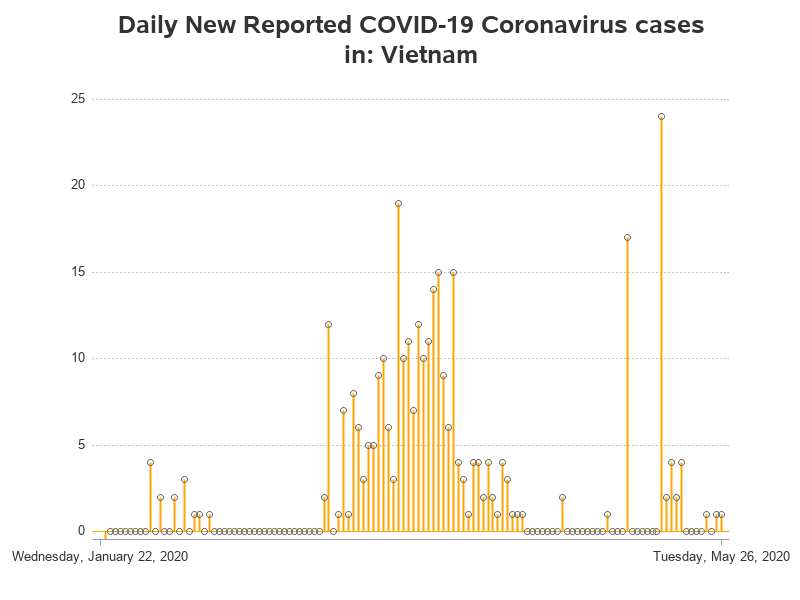 Daily New Reported COVID-19 Coronavirus cases
in: Vietnam
25
20
15
10
5
0
Wednesday, January 22, 2020
Tuesday, May 26, 2020